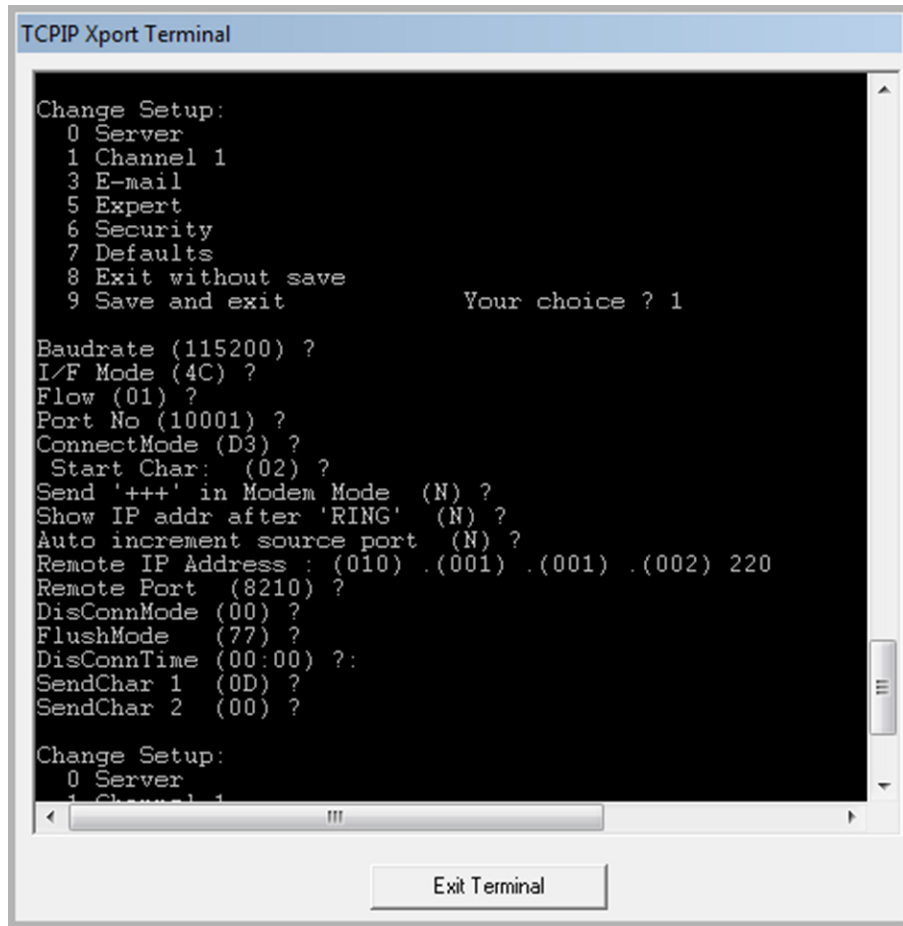 TCPIP Xport Terminal
Change Setup:
0 Server
1 Channel 1
3 E-mail
5 Expert
6 Security
7 Defaults
8 Exit without save
9 Save and exit Your choice ? 1
Baudrate (115200) ?
I/F Mode (4C) ?
Flow (01) ?
Port No (10001) ?
ConnectMode (D3) ?
Start Char: (02) ?
Send '+++' in Modem Mode (N) ?
Show IP addr after 'RING' (N) ?
Auto increment source port (N) ?
Remote IP Address : (010) .(001) .(001) .(002) 220
Remote Port (8210) ?
DisConnMode (00) ?
FlushMode (77) ?
DisConnTime (00:00) ?:
SendChar 1 (0D) ?
SendChar 2 (00) ?
Change Setup:
0 Server
1 Channel 1
Exit Terminal